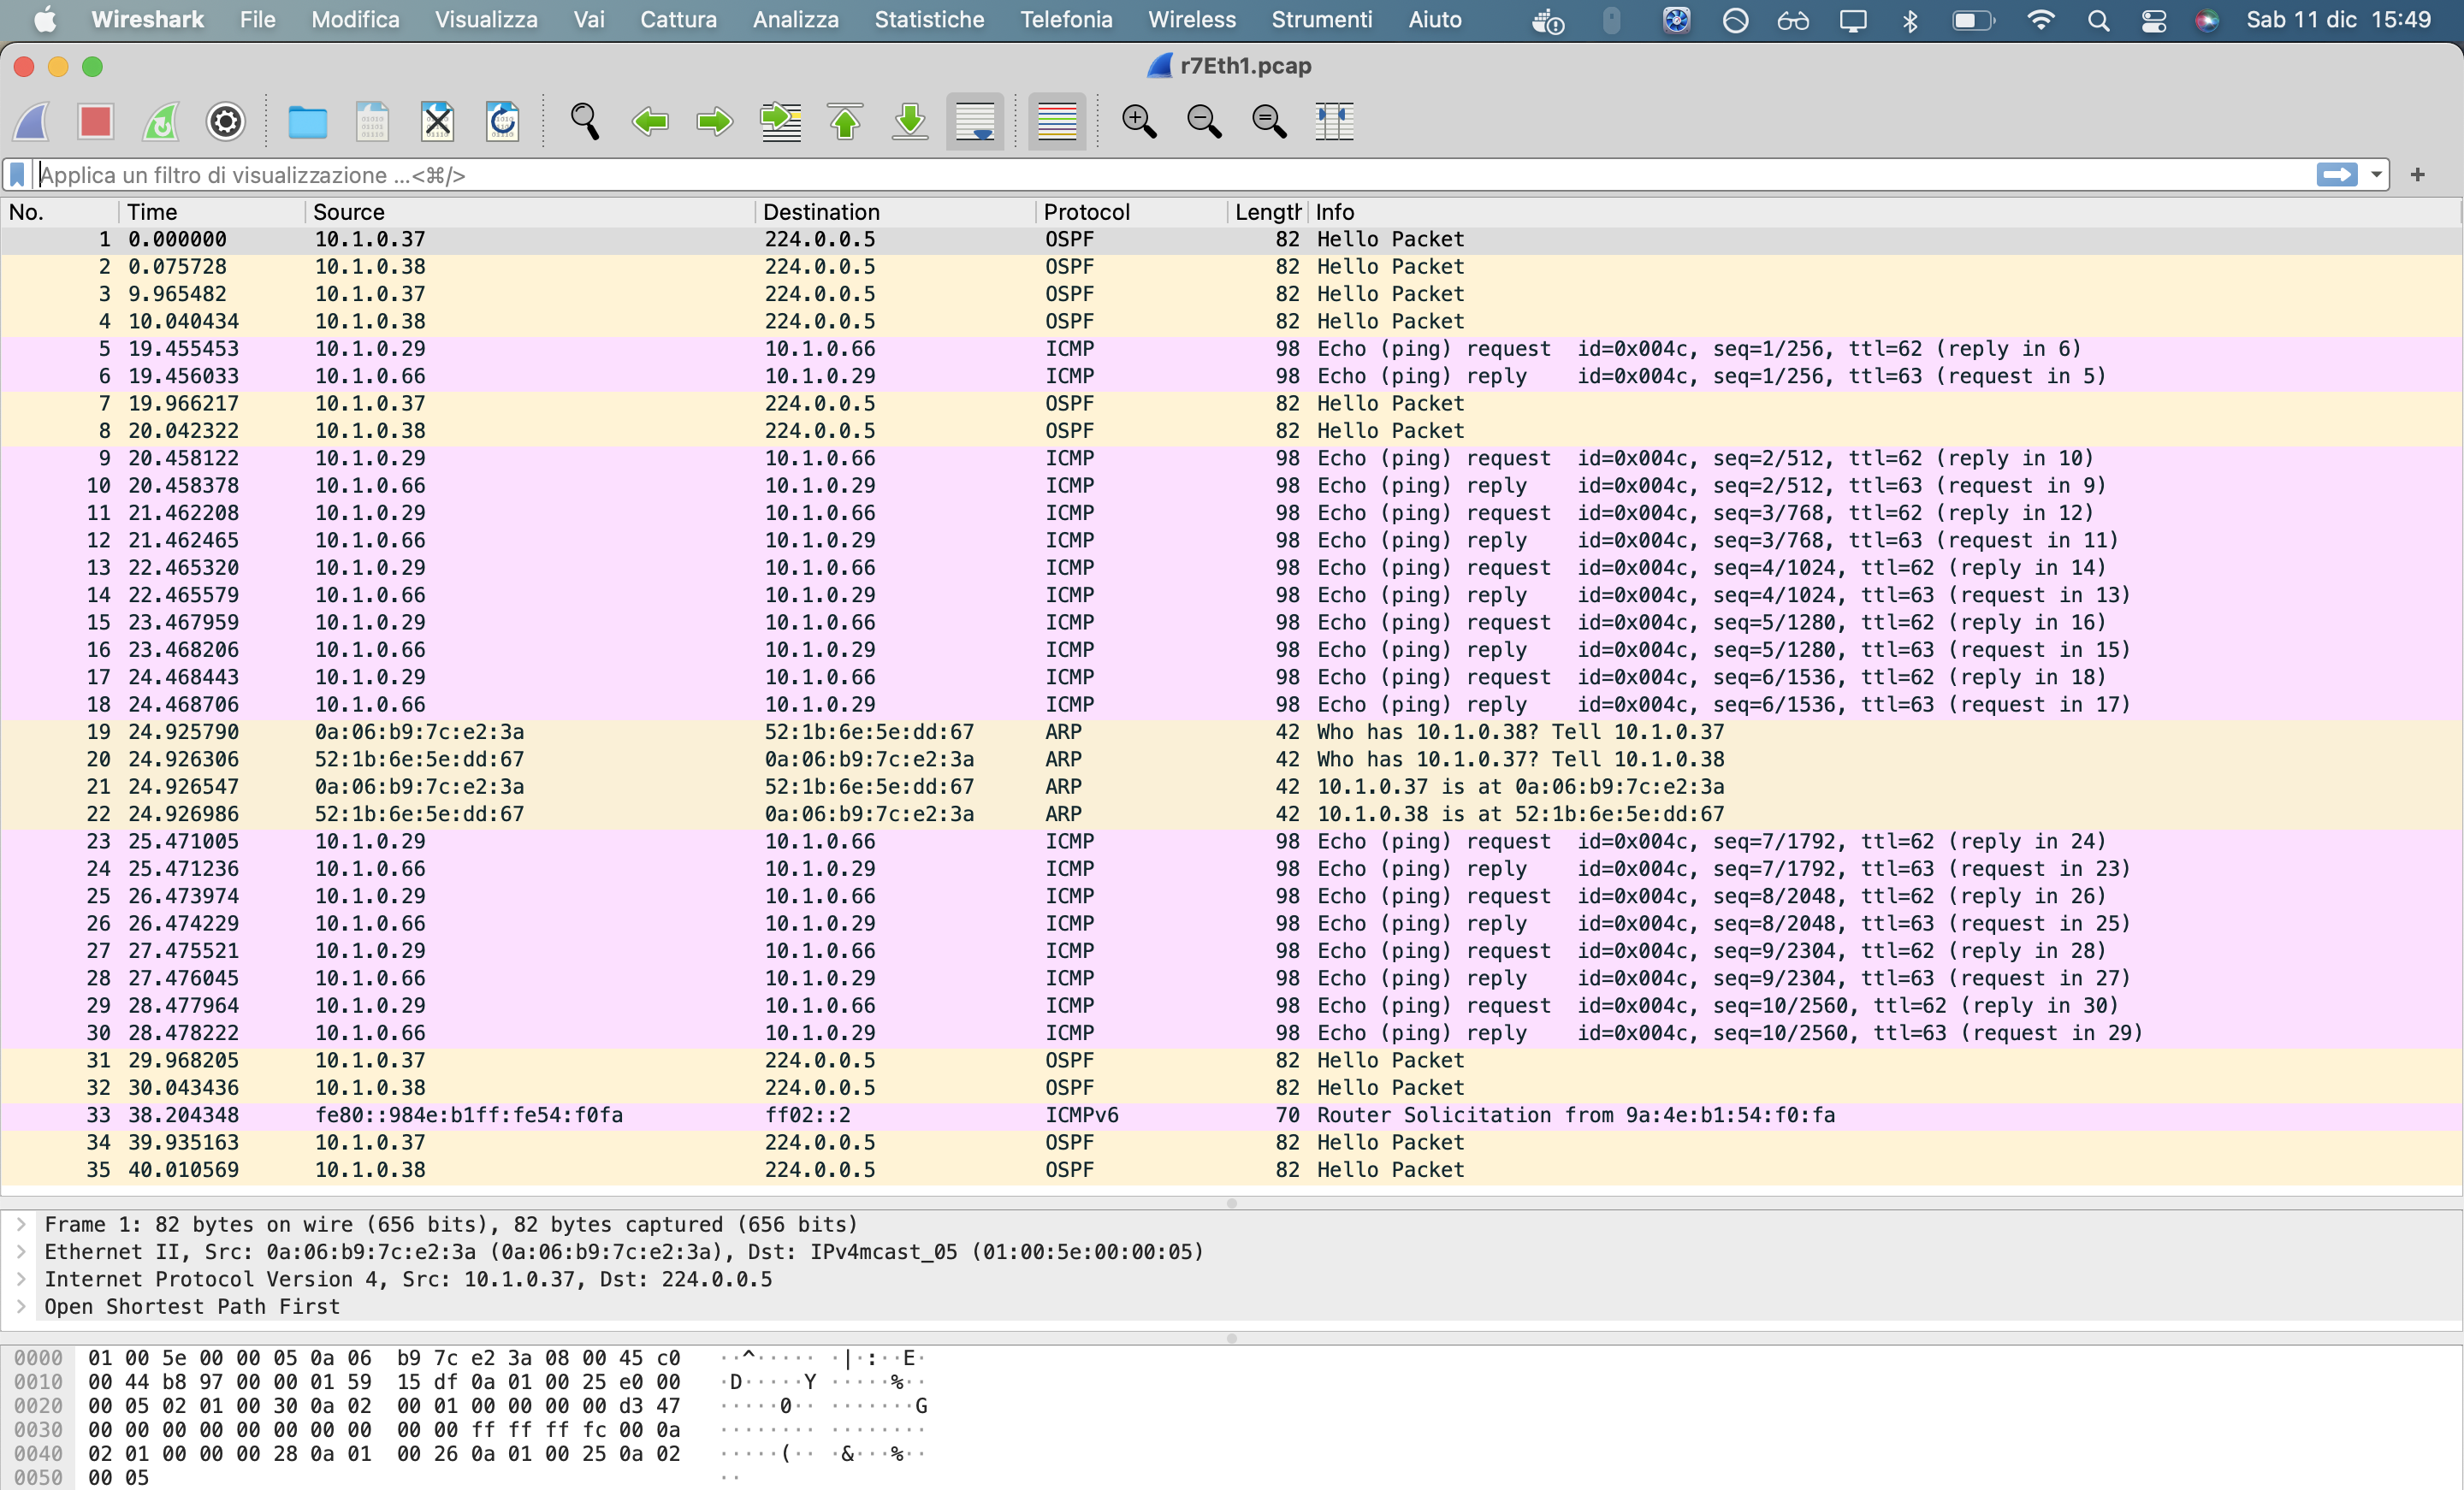 Wireshark File Modifica Visualizza Vai Cattura Analizza Statistiche Telefonia Wireless Strumenti Aiuto Sab 11 dic 15:49
r7Eth1.pcap
Applica un filtro di visualizzazione ...<⌘/>
No. Time Source Destination Protocol Length Info
1 0.000000 10.1.0.37 224.0.0.5 OSPF 82 Hello Packet
2 0.075728 10.1.0.38 224.0.0.5 OSPF 82 Hello Packet
3 9.965482 10.1.0.37 224.0.0.5 OSPF 82 Hello Packet
4 10.040434 10.1.0.38 224.0.0.5 OSPF 82 Hello Packet
5 19.455453 10.1.0.29 10.1.0.66 ICMP 98 Echo (ping) request id=0x004c, seq=1/256, ttl=62 (reply in 6)
6 19.456033 10.1.0.66 10.1.0.29 ICMP 98 Echo (ping) reply id=0x004c, seq=1/256, ttl=63 (request in 5)
7 19.966217 10.1.0.37 224.0.0.5 OSPF 82 Hello Packet
8 20.042322 10.1.0.38 224.0.0.5 OSPF 82 Hello Packet
9 20.458122 10.1.0.29 10.1.0.66 ICMP 98 Echo (ping) request id=0x004c, seq=2/512, ttl=62 (reply in 10)
10 20.458378 10.1.0.66 10.1.0.29 ICMP 98 Echo (ping) reply id=0x004c, seq=2/512, ttl=63 (request in 9)
11 21.462208 10.1.0.29 10.1.0.66 ICMP 98 Echo (ping) request id=0x004c, seq=3/768, ttl=62 (reply in 12)
12 21.462465 10.1.0.66 10.1.0.29 ICMP 98 Echo (ping) reply id=0x004c, seq=3/768, ttl=63 (request in 11)
13 22.465320 10.1.0.29 10.1.0.66 ICMP 98 Echo (ping) request id=0x004c, seq=4/1024, ttl=62 (reply in 14)
14 22.465579 10.1.0.66 10.1.0.29 ICMP 98 Echo (ping) reply id=0x004c, seq=4/1024, ttl=63 (request in 13)
15 23.467959 10.1.0.29 10.1.0.66 ICMP 98 Echo (ping) request id=0x004c, seq=5/1280, ttl=62 (reply in 16)
16 23.468206 10.1.0.66 10.1.0.29 ICMP 98 Echo (ping) reply id=0x004c, seq=5/1280, ttl=63 (request in 15)
17 24.468443 10.1.0.29 10.1.0.66 ICMP 98 Echo (ping) request id=0x004c, seq=6/1536, ttl=62 (reply in 18)
18 24.468706 10.1.0.66 10.1.0.29 ICMP 98 Echo (ping) reply id=0x004c, seq=6/1536, ttl=63 (request in 17)
19 24.925790 0a:06:b9:7c:e2:3a 52:1b:6e:5e:dd:67 ARP 42 Who has 10.1.0.38? Tell 10.1.0.37
20 24.926306 52:1b:6e:5e:dd:67 0a:06:b9:7c:e2:3a ARP 42 Who has 10.1.0.37? Tell 10.1.0.38
21 24.926547 0a:06:b9:7c:e2:3a 52:1b:6e:5e:dd:67 ARP 42 10.1.0.37 is at 0a:06:b9:7c:e2:3a
22 24.926986 52:1b:6e:5e:dd:67 0a:06:b9:7c:e2:3a ARP 42 10.1.0.38 is at 52:1b:6e:5e:dd:67
23 25.471005 10.1.0.29 10.1.0.66 ICMP 98 Echo (ping) request id=0x004c, seq=7/1792, ttl=62 (reply in 24)
24 25.471236 10.1.0.66 10.1.0.29 ICMP 98 Echo (ping) reply id=0x004c, seq=7/1792, ttl=63 (request in 23)
25 26.473974 10.1.0.29 10.1.0.66 ICMP 98 Echo (ping) request id=0x004c, seq=8/2048, ttl=62 (reply in 26)
26 26.474229 10.1.0.66 10.1.0.29 ICMP 98 Echo (ping) reply id=0x004c, seq=8/2048, ttl=63 (request in 25)
27 27.475521 10.1.0.29 10.1.0.66 ICMP 98 Echo (ping) request id=0x004c, seq=9/2304, ttl=62 (reply in 28)
28 27.476045 10.1.0.66 10.1.0.29 ICMP 98 Echo (ping) reply id=0x004c, seq=9/2304, ttl=63 (request in 27)
29 28.477964 10.1.0.29 10.1.0.66 ICMP 98 Echo (ping) request id=0x004c, seq=10/2560, ttl=62 (reply in 30)
30 28.478222 10.1.0.66 10.1.0.29 ICMP 98 Echo (ping) reply id=0x004c, seq=10/2560, ttl=63 (request in 29)
31 29.968205 10.1.0.37 224.0.0.5 OSPF 82 Hello Packet
32 30.043436 10.1.0.38 224.0.0.5 OSPF 82 Hello Packet
33 38.204348 fe80::984e:b1ff:fe54:f0fa ff02::2 ICMPv6 70 Router Solicitation from 9a:4e:b1:54:f0:fa
34 39.935163 10.1.0.37 224.0.0.5 OSPF 82 Hello Packet
35 40.010569 10.1.0.38 224.0.0.5 OSPF 82 Hello Packet
Frame 1: 82 bytes on wire (656 bits), 82 bytes captured (656 bits)
Ethernet II, Src: 0a:06:b9:7c:e2:3a (0a:06:b9:7c:e2:3a), Dst: IPv4mcast_05 (01:00:5e:00:00:05)
Internet Protocol Version 4, Src: 10.1.0.37, Dst: 224.0.0.5
Open Shortest Path First
0000 01 00 5e 00 00 05 0a 06 b9 7c e2 3a 08 00 45 c0 ··^····· ·|·:··E·
0010 00 44 b8 97 00 00 01 59 15 df 0a 01 00 25 e0 00 ·D·····Y ·····%··
0020 00 05 02 01 00 30 0a 02 00 01 00 00 00 00 d3 47 ·····0·· ·······G
0030 00 00 00 00 00 00 00 00 00 00 ff ff ff fc 00 0a ········ ········
0040 02 01 00 00 00 28 0a 01 00 26 0a 01 00 25 0a 02 ·····(·· ·&···%··
0050 00 05 ··